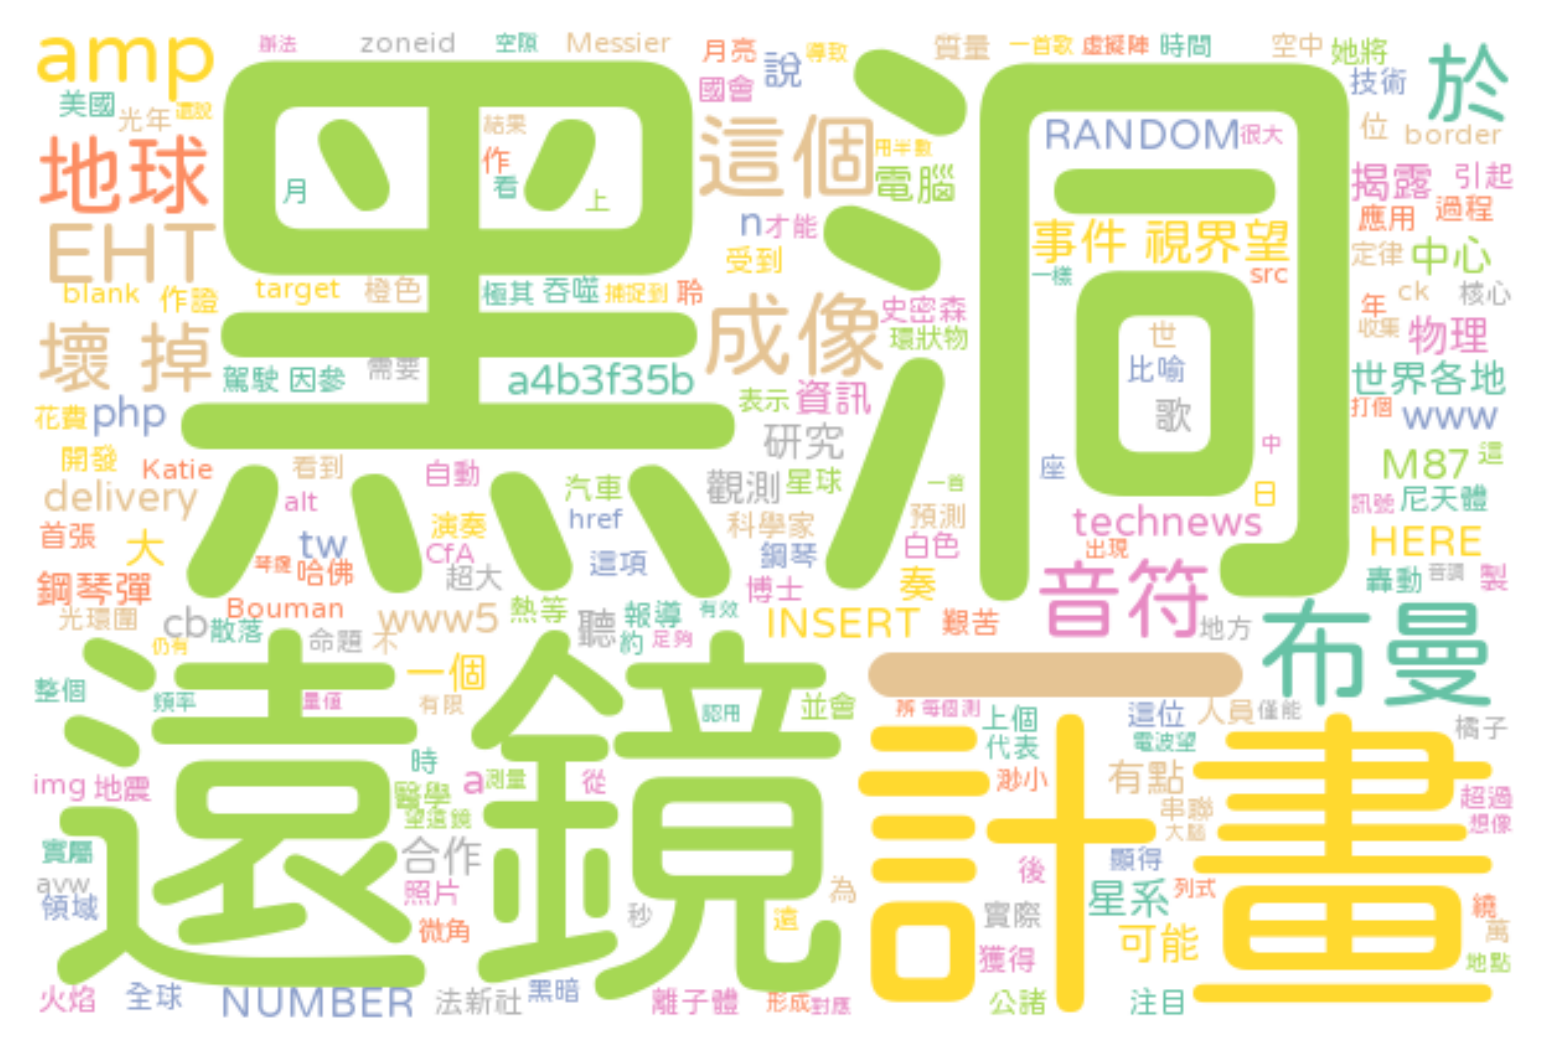 amp 辦法 zoneid 空隙 Messier 月亮 導致 質量 一首歌 虛擬陣 時間 空中 她將 於
美國 光年 還說 黑洞 國會 說 技術
地球 結果 作 看 月 上 這個 用半數 電腦 RANDOM 很大 位 border
揭露 引起 應用 過程
EHT n 才能 受到 事件 視界望 一樣 src 定律 中心
blank 作證 target 橙色 極其 吞噬 捕捉到 聆 成像 史密森 環狀物 年 ck 核心 收集 物理
壞 掉 駕駛 因參 需要 a4b3f35b 表示 資訊 世 比喻 歌 世界各地
花費 php 研究 打個 www
開發 Katie 看到 自動 汽車 觀測 星球 一首 座 中 日 M87 這
delivery alt 演奏 href 科學家 預測 technews 訊號 尼天體
首張 大 tw CfA 這項 鋼琴 白色 出現 HERE
鋼琴彈 哈佛 超大 博士 奏 音符 轟動 音調 製
光環圍 cb 散落 Bouman www5 熱等 聽 報導 有效 INSERT 艱苦 地方 布曼
仍有 命題 不 約 足夠 一
整個 頻率 遠鏡 量值 一個 有限 認用 並會 辨 每個測 上個 這位 人員 僅能 橘子
時 代表 電波望 計畫
img 地震 醫學 a 測量 從 渺小 有點 超過
望遠鏡 串聯 大腦 想像
實屬 合作 後 顯得
avw 領域 照片 為 星系 列式
微角 秒 遠 實際 可能 繞 萬
獲得 地點
火焰 全球 NUMBER 法新社 黑暗 離子體 形成 對應 公諸 注目